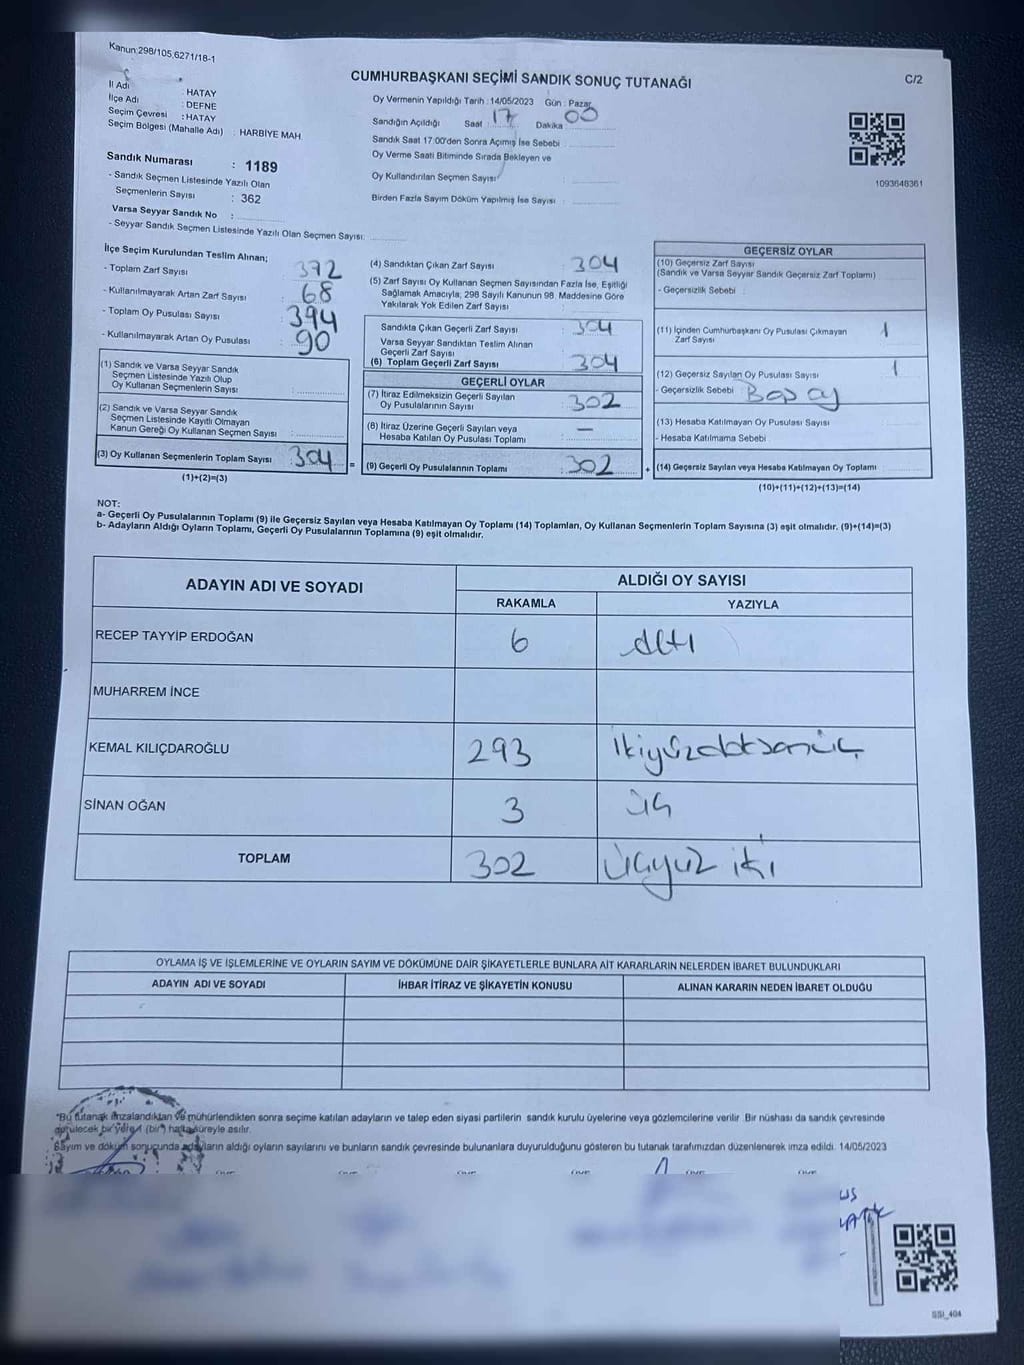 Kanun:298/105,6271/18-1
CUMHURBAŞKANI SEÇİMİ SANDIK SONUÇ TUTANAĞI
C/2
İl Adı : HATAY
İlçe Adı : DEFNE
Seçim Çevresi : HATAY
Seçim Bölgesi (Mahalle Adı) : HARBİYE MAH.
Sandık Numarası : 1189
- Sandık Seçmen Listesinde Yazılı Olan
Seçmenlerin Sayısı : 362
Varsa Seyyar Sandık No :
- Seyyar Sandık Seçmen Listesinde Yazılı Olan Seçmen Sayısı:
Oy Vermenin Yapıldığı Tarih : 14/05/2023 Gün : Pazar
Sandığın Açıldığı Saat : 17 Dakika : 00
Sandık Saat 17:00'den Sonra Açılmış İse Sebebi :
Oy Verme Saati Bitiminde Sırada Bekleyen ve
Oy Kullandırılan Seçmen Sayısı :
Birden Fazla Sayım Döküm Yapılmış İse Sayısı :
1093648361
İlçe Seçim Kurulundan Teslim Alınan;
- Toplam Zarf Sayısı : 372
- Kullanılmayarak Artan Zarf Sayısı : 68
- Toplam Oy Pusulası Sayısı : 394
- Kullanılmayarak Artan Oy Pusulası : 90
(1) Sandık ve Varsa Seyyar Sandık
Seçmen Listesinde Yazılı Olup
Oy Kullanan Seçmenlerin Sayısı :
(2) Sandık ve Varsa Seyyar Sandık
Seçmen Listesinde Kayıtlı Olmayan
Kanun Gereği Oy Kullanan Seçmen Sayısı :
(3) Oy Kullanan Seçmenlerin Toplam Sayısı : 304 =
(1)+(2)=(3)
(4) Sandıktan Çıkan Zarf Sayısı : 304
(5) Zarf Sayısı Oy Kullanan Seçmen Sayısından Fazla İse, Eşitliği
Sağlamak Amacıyla, 298 Sayılı Kanunun 98. Maddesine Göre
Yakılarak Yok Edilen Zarf Sayısı :
Sandıkta Çıkan Geçerli Zarf Sayısı : 304
Varsa Seyyar Sandıktan Teslim Alınan
Geçerli Zarf Sayısı :
(6) Toplam Geçerli Zarf Sayısı : 304
GEÇERLİ OYLAR
(7) İtiraz Edilmeksizin Geçerli Sayılan
Oy Pusulalarının Sayısı : 302
(8) İtiraz Üzerine Geçerli Sayılan veya
Hesaba Katılan Oy Pusulası Toplamı : —
(9) Geçerli Oy Pusulalarının Toplamı : 302 +
GEÇERSİZ OYLAR
(10) Geçersiz Zarf Sayısı
(Sandık ve Varsa Seyyar Sandık Geçersiz Zarf Toplamı) :
- Geçersizlik Sebebi :
(11) İçinden Cumhurbaşkanı Oy Pusulası Çıkmayan
Zarf Sayısı : 1
(12) Geçersiz Sayılan Oy Pusulası Sayısı : 1
- Geçersizlik Sebebi : Boş oy
(13) Hesaba Katılmayan Oy Pusulası Sayısı :
- Hesaba Katılmama Sebebi :
(14) Geçersiz Sayılan veya Hesaba Katılmayan Oy Toplamı :
(10)+(11)+(12)+(13)=(14)
NOT:
a- Geçerli Oy Pusulalarının Toplamı (9) ile Geçersiz Sayılan veya Hesaba Katılmayan Oy Toplamı (14) Toplamları, Oy Kullanan Seçmenlerin Toplam Sayısına (3) eşit olmalıdır. (9)+(14)=(3)
b- Adayların Aldığı Oyların Toplamı, Geçerli Oy Pusulalarının Toplamına (9) eşit olmalıdır.
ADAYIN ADI VE SOYADI
ALDIĞI OY SAYISI
RAKAMLA YAZIYLA
RECEP TAYYİP ERDOĞAN 6 Altı
MUHARREM İNCE
KEMAL KILIÇDAROĞLU 293 İkiyüzdoksanüç
SİNAN OĞAN 3 üç
TOPLAM 302 üçyüz iki
OYLAMA İŞ VE İŞLEMLERİNE VE OYLARIN SAYIM VE DÖKÜMÜNE DAİR ŞİKAYETLERLE BUNLARA AİT KARARLARIN NELERDEN İBARET BULUNDUKLARI
ADAYIN ADI VE SOYADI İHBAR İTİRAZ VE ŞİKAYETİN KONUSU ALINAN KARARIN NEDEN İBARET OLDUĞU
*Bu tutanak imzalandıktan ve mühürlendikten sonra seçime katılan adayların ve talep eden siyasi partilerin sandık kurulu üyelerine veya gözlemcilerine verilir. Bir nüshası da sandık çevresinde
görülecek bir yere 1 (bir) hafta süreyle asılır.
Sayım ve döküm sonucunda adayların aldığı oyların sayılarını ve bunların sandık çevresinde bulunanlara duyurulduğunu gösteren bu tutanak tarafımızdan düzenlenerek imza edildi. 14/05/2023
SSI_404